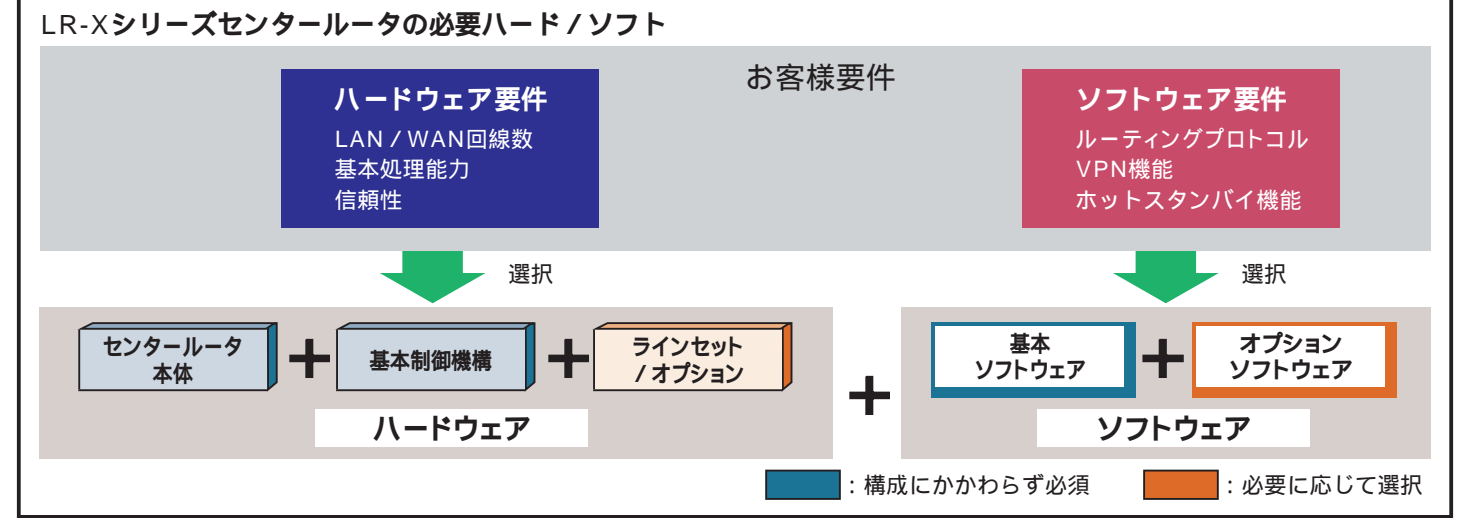 LR-Xシリーズセンタールータの必要ハード/ソフト
お客様要件
ハードウェア要件
LAN/WAN回線数
基本処理能力
信頼性
ソフトウェア要件
ルーティングプロトコル
VPN機能
ホットスタンバイ機能
選択
選択
センタールータ
本体
+
基本制御機構
+
ラインセット
/オプション
ハードウェア
+
基本
ソフトウェア
+
オプション
ソフトウェア
ソフトウェア
:構成にかかわらず必須
:必要に応じて選択